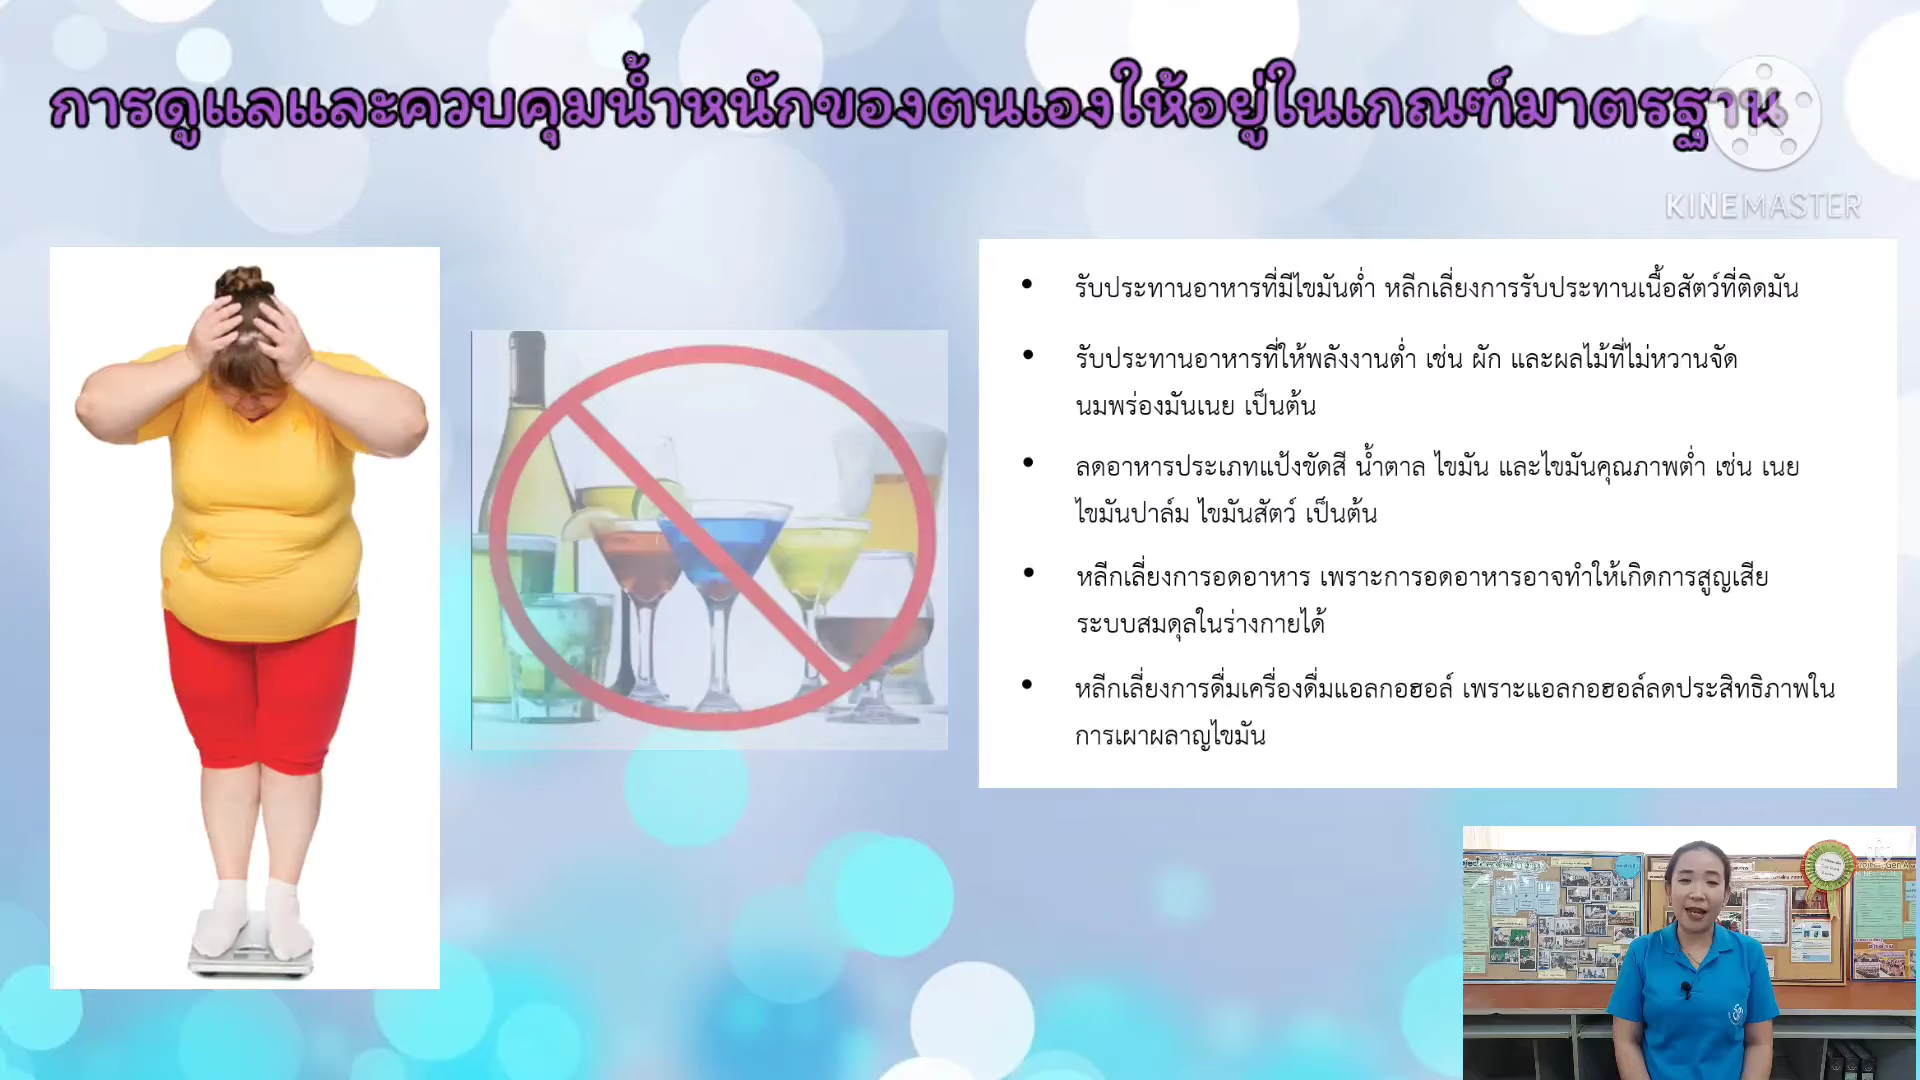 การดูแลและควบคุมน้ำหนักของตนเองให้อยู่ในเกณฑ์มาตรฐาน
KINEMASTER
• รับประทานอาหารที่มีไขมันต่ำ หลีกเลี่ยงการรับประทานเนื้อสัตว์ที่ติดมัน
• รับประทานอาหารที่ให้พลังงานต่ำ เช่น ผัก และผลไม้ที่ไม่หวานจัด
นมพร่องมันเนย เป็นต้น
• ลดอาหารประเภทแป้งขัดสี น้ำตาล ไขมัน และไขมันคุณภาพต่ำ เช่น เนย
ไขมันปาล์ม ไขมันสัตว์ เป็นต้น
• หลีกเลี่ยงการอดอาหาร เพราะการอดอาหารอาจทำให้เกิดการสูญเสีย
ระบบสมดุลในร่างกายได้
• หลีกเลี่ยงการดื่มเครื่องดื่มแอลกอฮอล์ เพราะแอลกอฮอล์ลดประสิทธิภาพใน
การเผาผลาญไขมัน